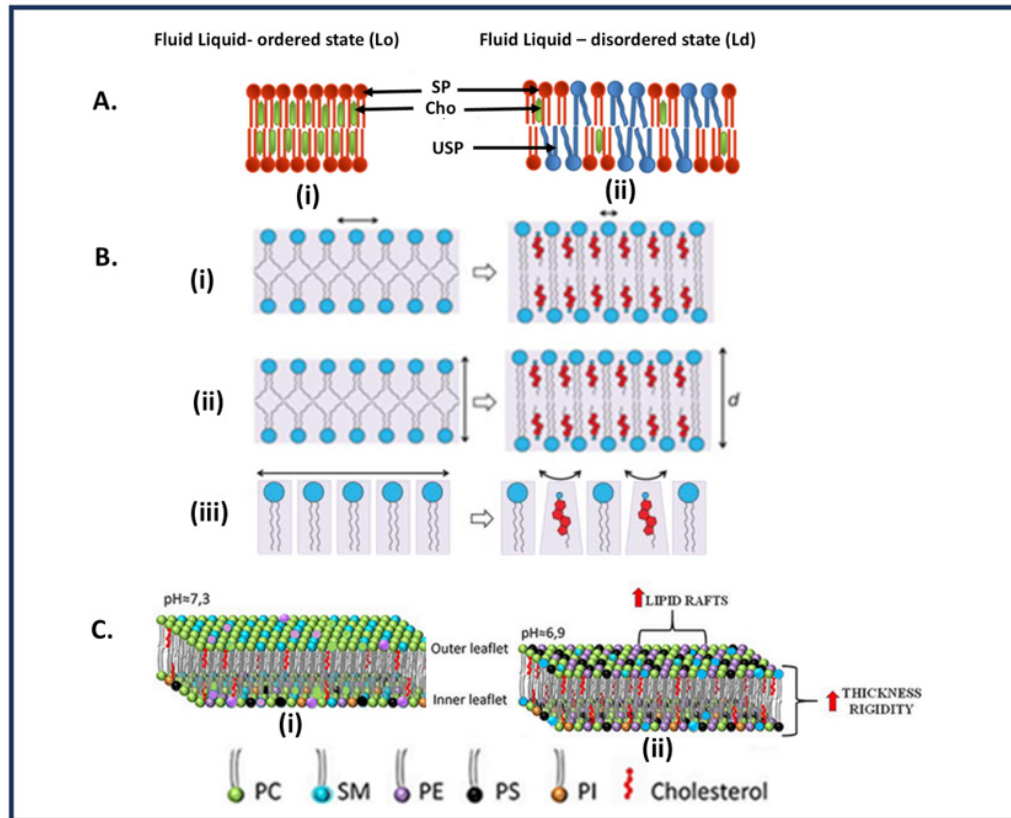 Fluid Liquid- ordered state (Lo)
Fluid Liquid – disordered state (Ld)
A.
SP
Cho
USP
(i)
(ii)
B.
(i)
(ii)
d
(iii)
C.
pH≈7,3
Outer leaflet
Inner leaflet
(i)
LIPID RAFTS
pH≈6,9
THICKNESS
RIGIDITY
(ii)
PC
SM
PE
PS
PI
Cholesterol